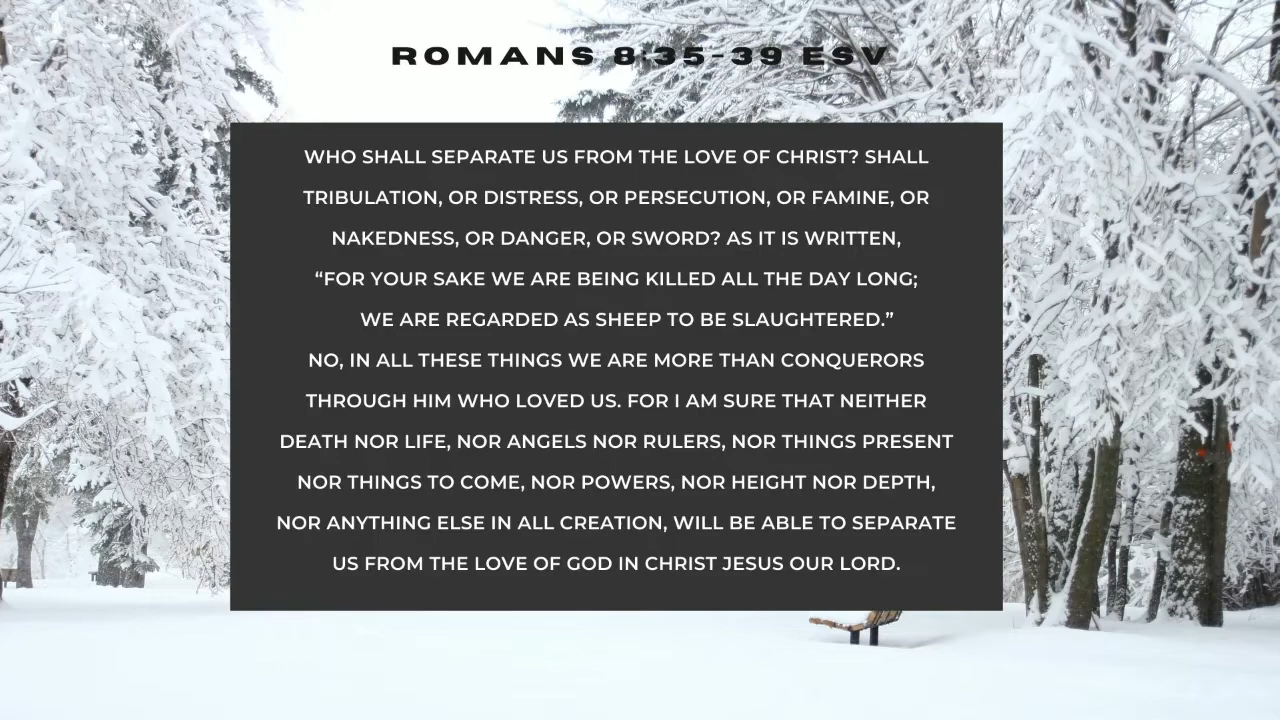 ROMANS 8:35-39 ESV
WHO SHALL SEPARATE US FROM THE LOVE OF CHRIST? SHALL
TRIBULATION, OR DISTRESS, OR PERSECUTION, OR FAMINE, OR
NAKEDNESS, OR DANGER, OR SWORD? AS IT IS WRITTEN,
“FOR YOUR SAKE WE ARE BEING KILLED ALL THE DAY LONG;
WE ARE REGARDED AS SHEEP TO BE SLAUGHTERED.”
NO, IN ALL THESE THINGS WE ARE MORE THAN CONQUERORS
THROUGH HIM WHO LOVED US. FOR I AM SURE THAT NEITHER
DEATH NOR LIFE, NOR ANGELS NOR RULERS, NOR THINGS PRESENT
NOR THINGS TO COME, NOR POWERS, NOR HEIGHT NOR DEPTH,
NOR ANYTHING ELSE IN ALL CREATION, WILL BE ABLE TO SEPARATE
US FROM THE LOVE OF GOD IN CHRIST JESUS OUR LORD.